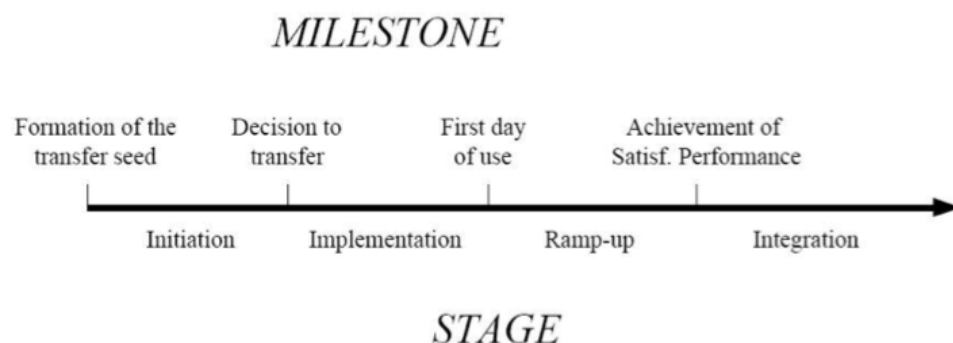 MILESTONE
Formation of the
transfer seed
Decision to
transfer
First day
of use
Achievement of
Satisf. Performance
Initiation
Implementation
Ramp-up
Integration
STAGE